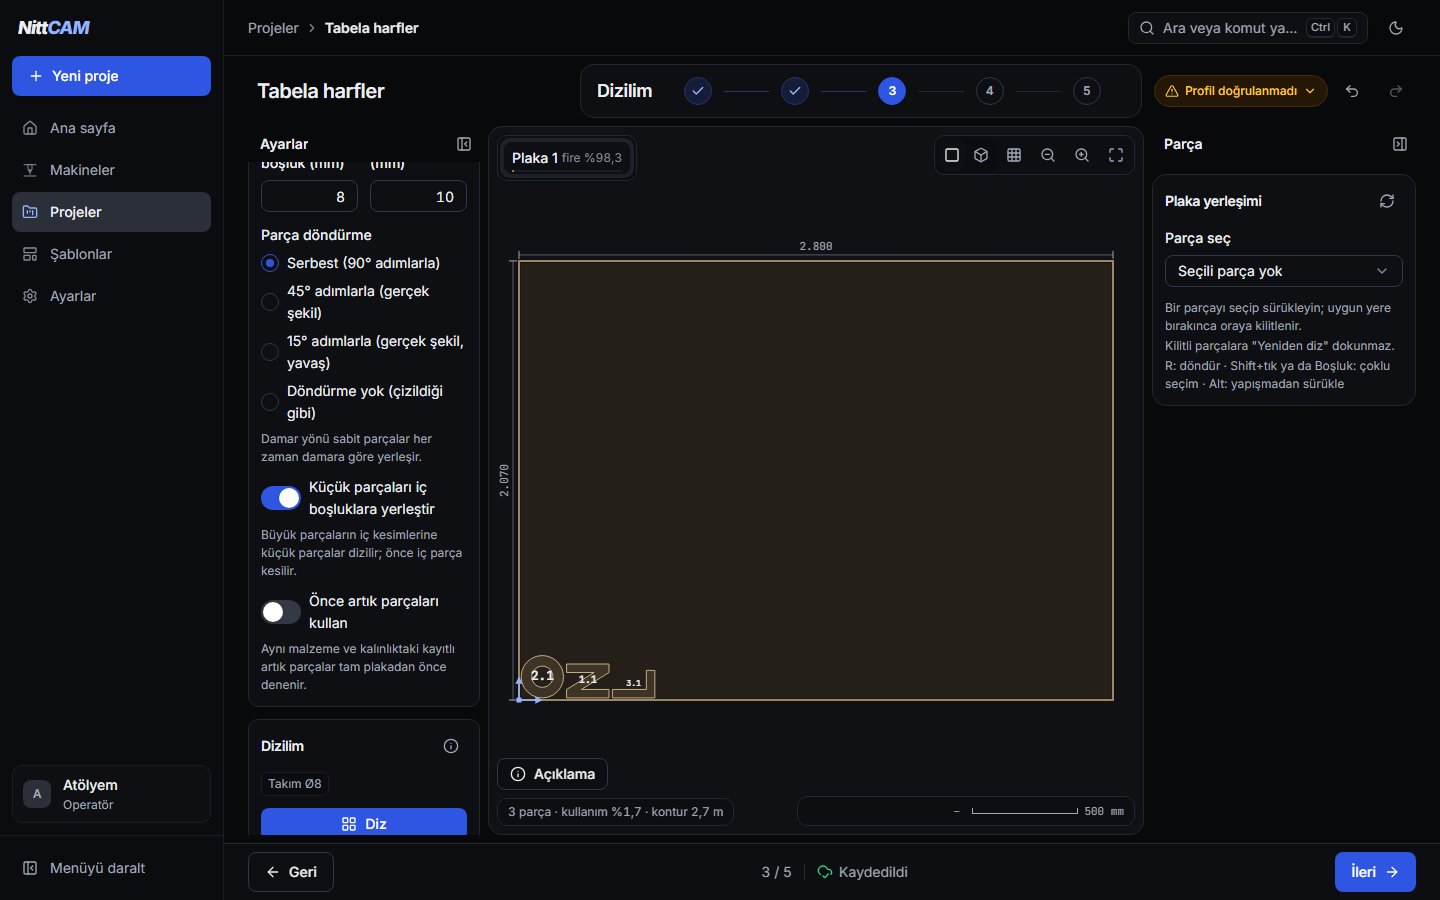 NittCAM
Projeler > Tabela harfler
Ara veya komut ya... Ctrl K
Yeni proje
Ana sayfa
Makineler
Projeler
Şablonlar
Ayarlar
Tabela harfler
Dizilim 3 4 5
Profil doğrulanmadı
Ayarlar
boşluk (mm) (mm)
8 10
Parça döndürme
Serbest (90° adımlarla)
45° adımlarla (gerçek
şekil)
15° adımlarla (gerçek şekil,
yavaş)
Döndürme yok (çizildiği
gibi)
Damar yönü sabit parçalar her
zaman damara göre yerleşir.
Küçük parçaları iç
boşluklara yerleştir
Büyük parçaların iç kesimlerine
küçük parçalar dizilir; önce iç parça
kesilir.
Önce artık parçaları
kullan
Aynı malzeme ve kalınlıktaki kayıtlı
artık parçalar tam plakadan önce
denenir.
Dizilim
Takım Ø8
Diz
Plaka 1 fire %98,3
2.800
2.070
2.1 1.1 3.1
Açıklama
3 parça · kullanım %1,7 · kontur 2,7 m
– 500 mm
Parça
Plaka yerleşimi
Parça seç
Seçili parça yok
Bir parçayı seçip sürükleyin; uygun yere
bırakınca oraya kilitlenir.
Kilitli parçalara "Yeniden diz" dokunmaz.
R: döndür · Shift+tık ya da Boşluk: çoklu
seçim · Alt: yapışmadan sürükle
A Atölyem
Operatör
Menüyü daralt
Geri
3 / 5 Kaydedildi
İleri